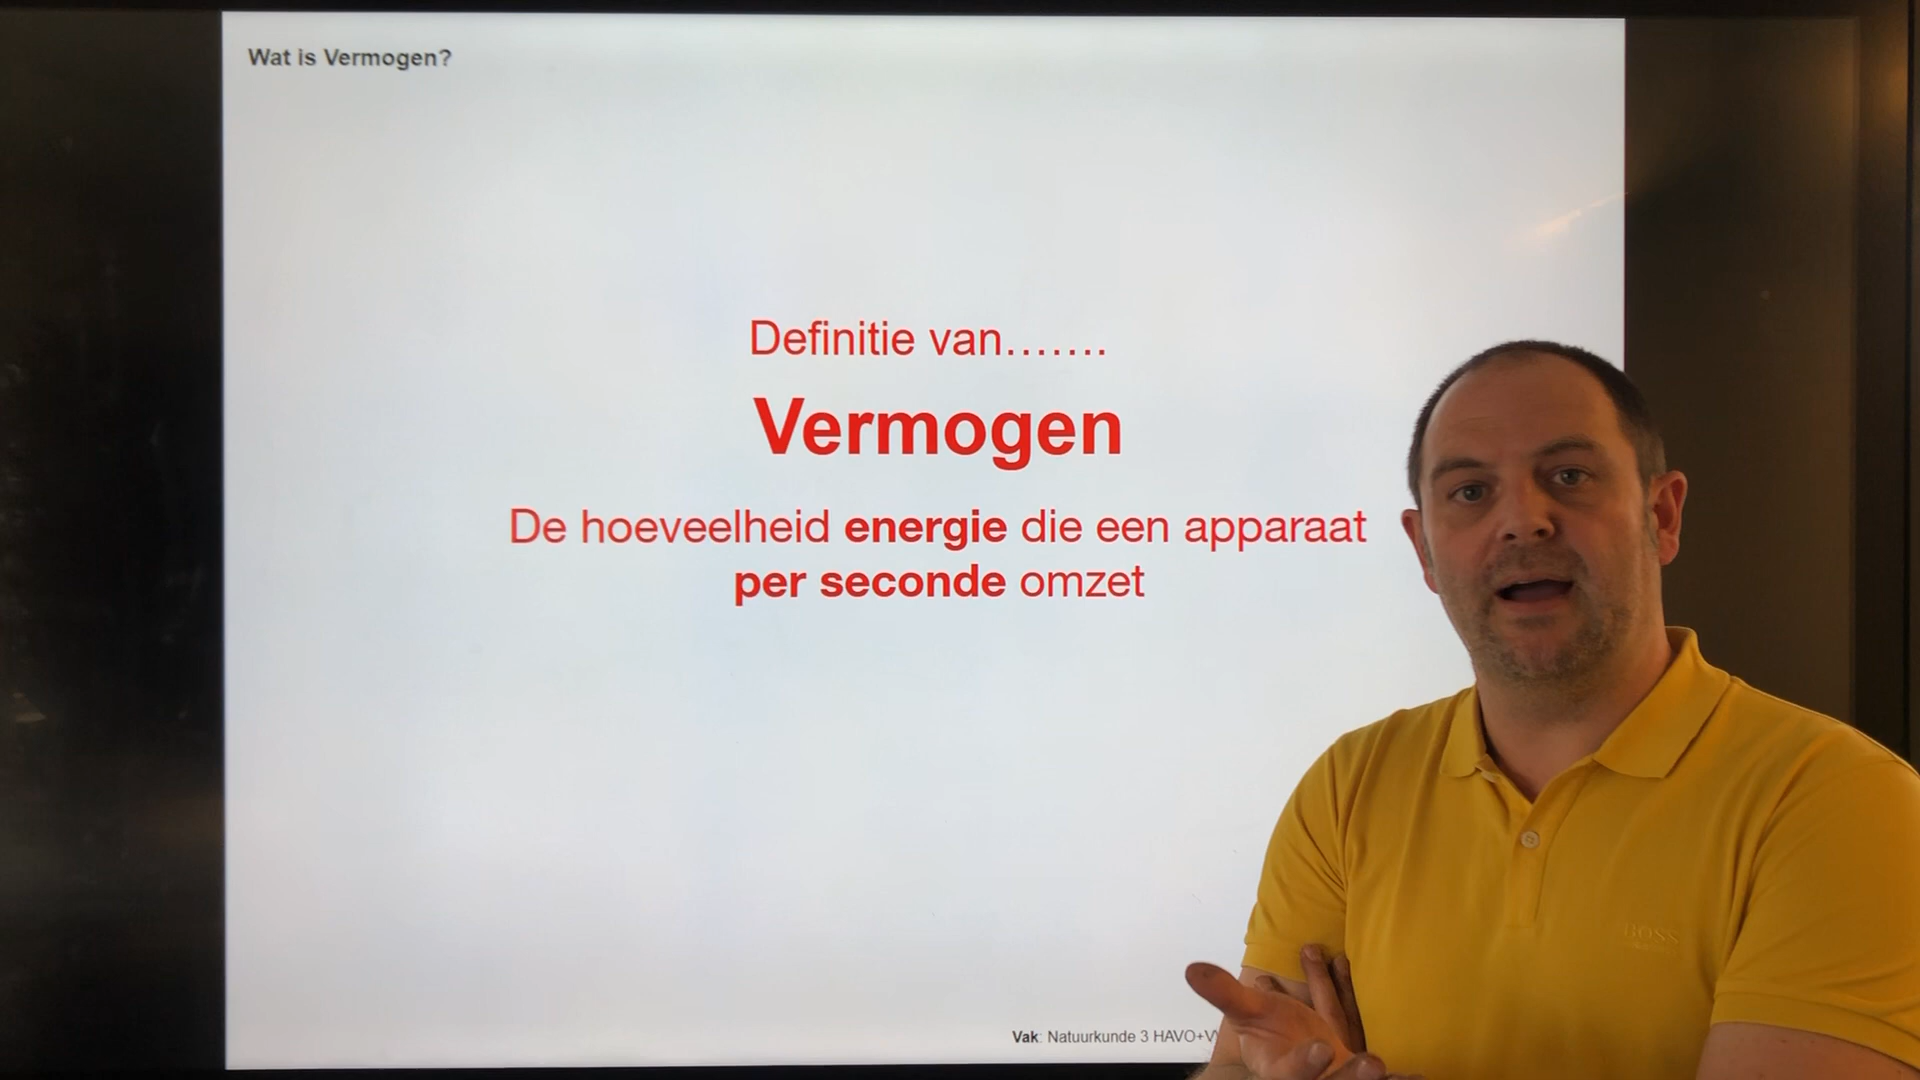 Wat is Vermogen?
Definitie van.......
Vermogen
De hoeveelheid energie die een apparaat
per seconde omzet
Vak: Natuurkunde 3 HAVO+V
BOSS